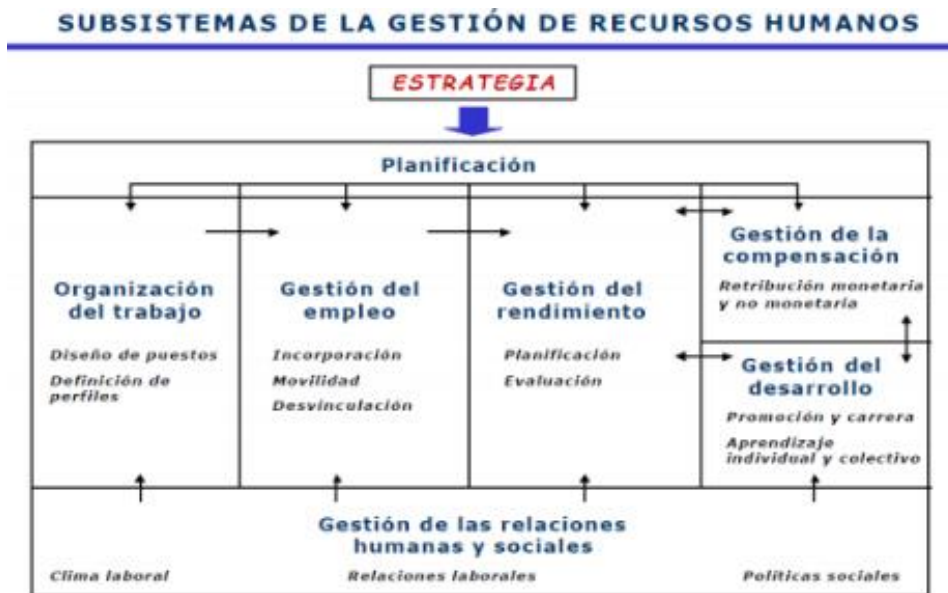 SUBSISTEMAS DE LA GESTIÓN DE RECURSOS HUMANOS
ESTRATEGIA
Planificación
Organización
del trabajo
Diseño de puestos
Definición de
perfiles
Gestión del
empleo
Incorporación
Movilidad
Desvinculación
Gestión del
rendimiento
Planificación
Evaluación
Gestión de la
compensación
Retribución monetaria
y no monetaria
Gestión del
desarrollo
Promoción y carrera
Aprendizaje
individual y colectivo
Gestión de las relaciones
humanas y sociales
Clima laboral
Relaciones laborales
Políticas sociales